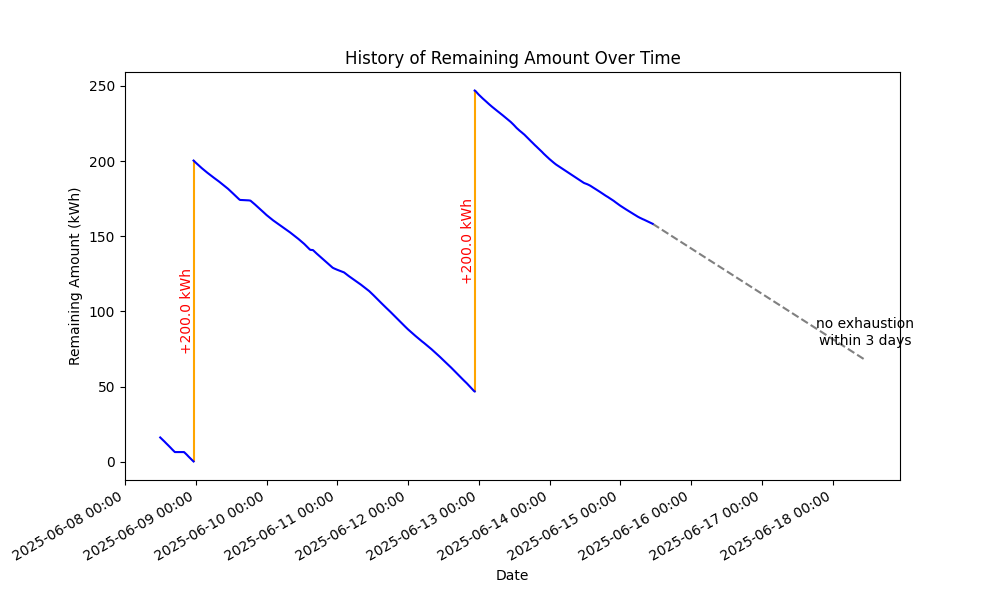 History of Remaining Amount Over Time
Remaining Amount (kWh)
250
200
150
100
50
0
+200.0 kWh
+200.0 kWh
no exhaustion
within 3 days
2025-06-08 00:00
2025-06-09 00:00
2025-06-10 00:00
2025-06-11 00:00
2025-06-12 00:00
2025-06-13 00:00
2025-06-14 00:00
2025-06-15 00:00
2025-06-16 00:00
2025-06-17 00:00
2025-06-18 00:00
Date